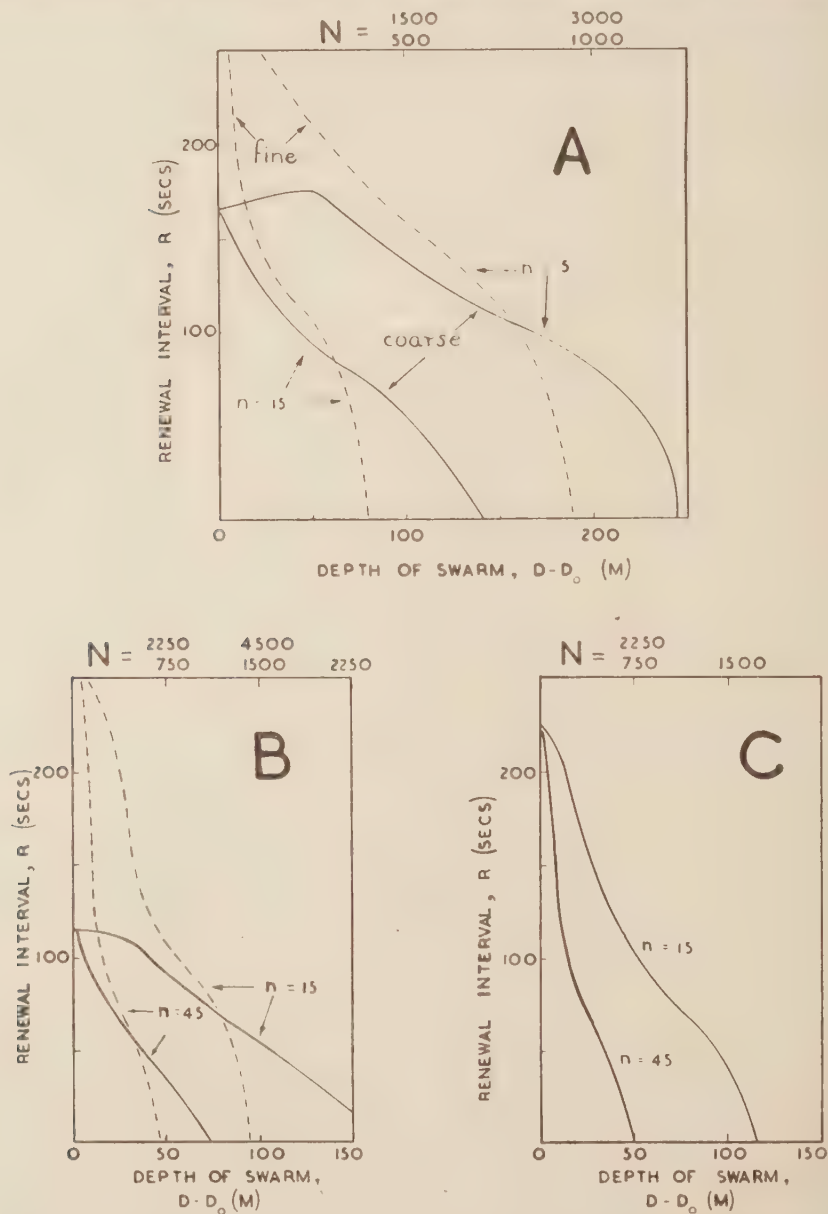 N = 1500 3000
500 1000
A
200
fine
RENEWAL INTERVAL, R (SECS)
n 5
100
coarse
n - 15
0 100 200
DEPTH OF SWARM, D-D₀ (M)
N = 2250 4500
750 1500 2250
B
200
RENEWAL INTERVAL, R (SECS)
100
n = 15
n = 45
0 50 100 150
DEPTH OF SWARM,
D-D₀ (M)
N = 2250
750 1500
C
200
RENEWAL INTERVAL, R (SECS)
n = 15
100
n = 45
0 50 100 150
DEPTH OF SWARM,
D-D₀ (M)